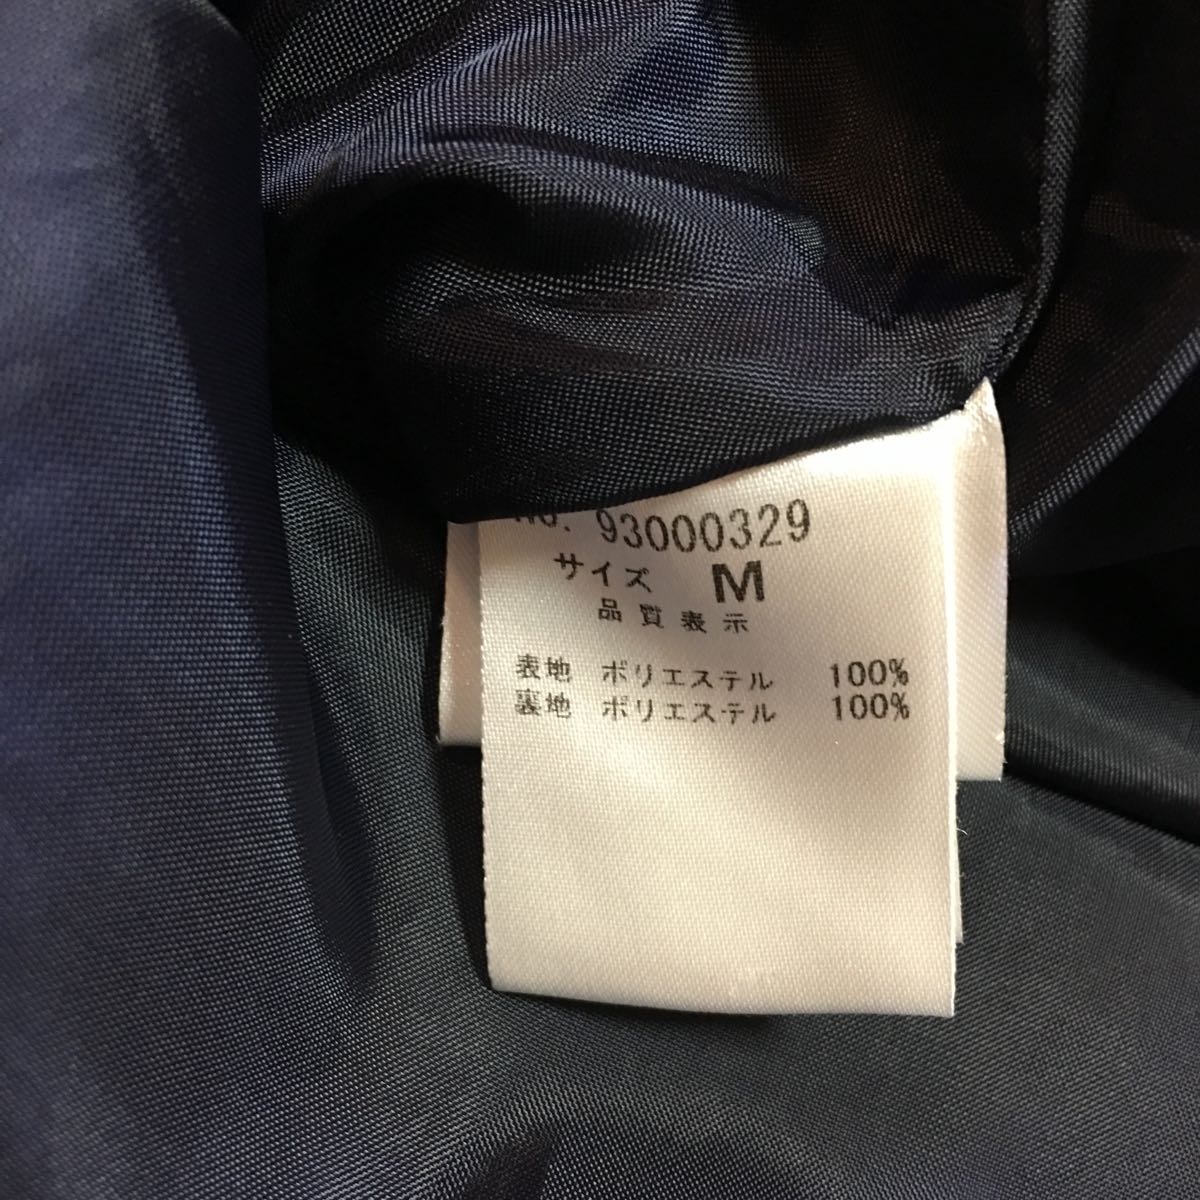 no. 93000329
サイズ M
品質表示
表地 ポリエステル 100%
裏地 ポリエステル 100%